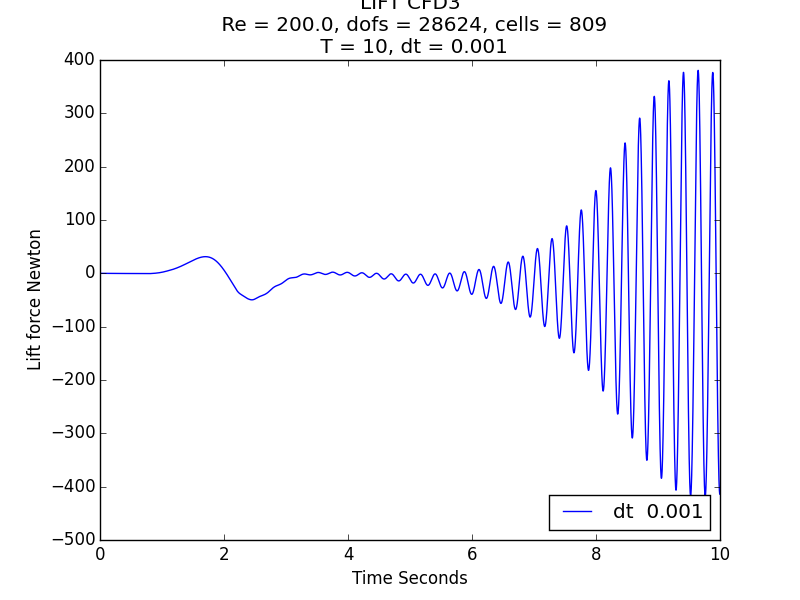 LIFT CFD3
Re = 200.0, dofs = 28624, cells = 809
T = 10, dt = 0.001
400
300
200
100
0
−100
−200
−300
−400
−500
Lift force Newton
0
2
4
6
8
10
Time Seconds
dt 0.001